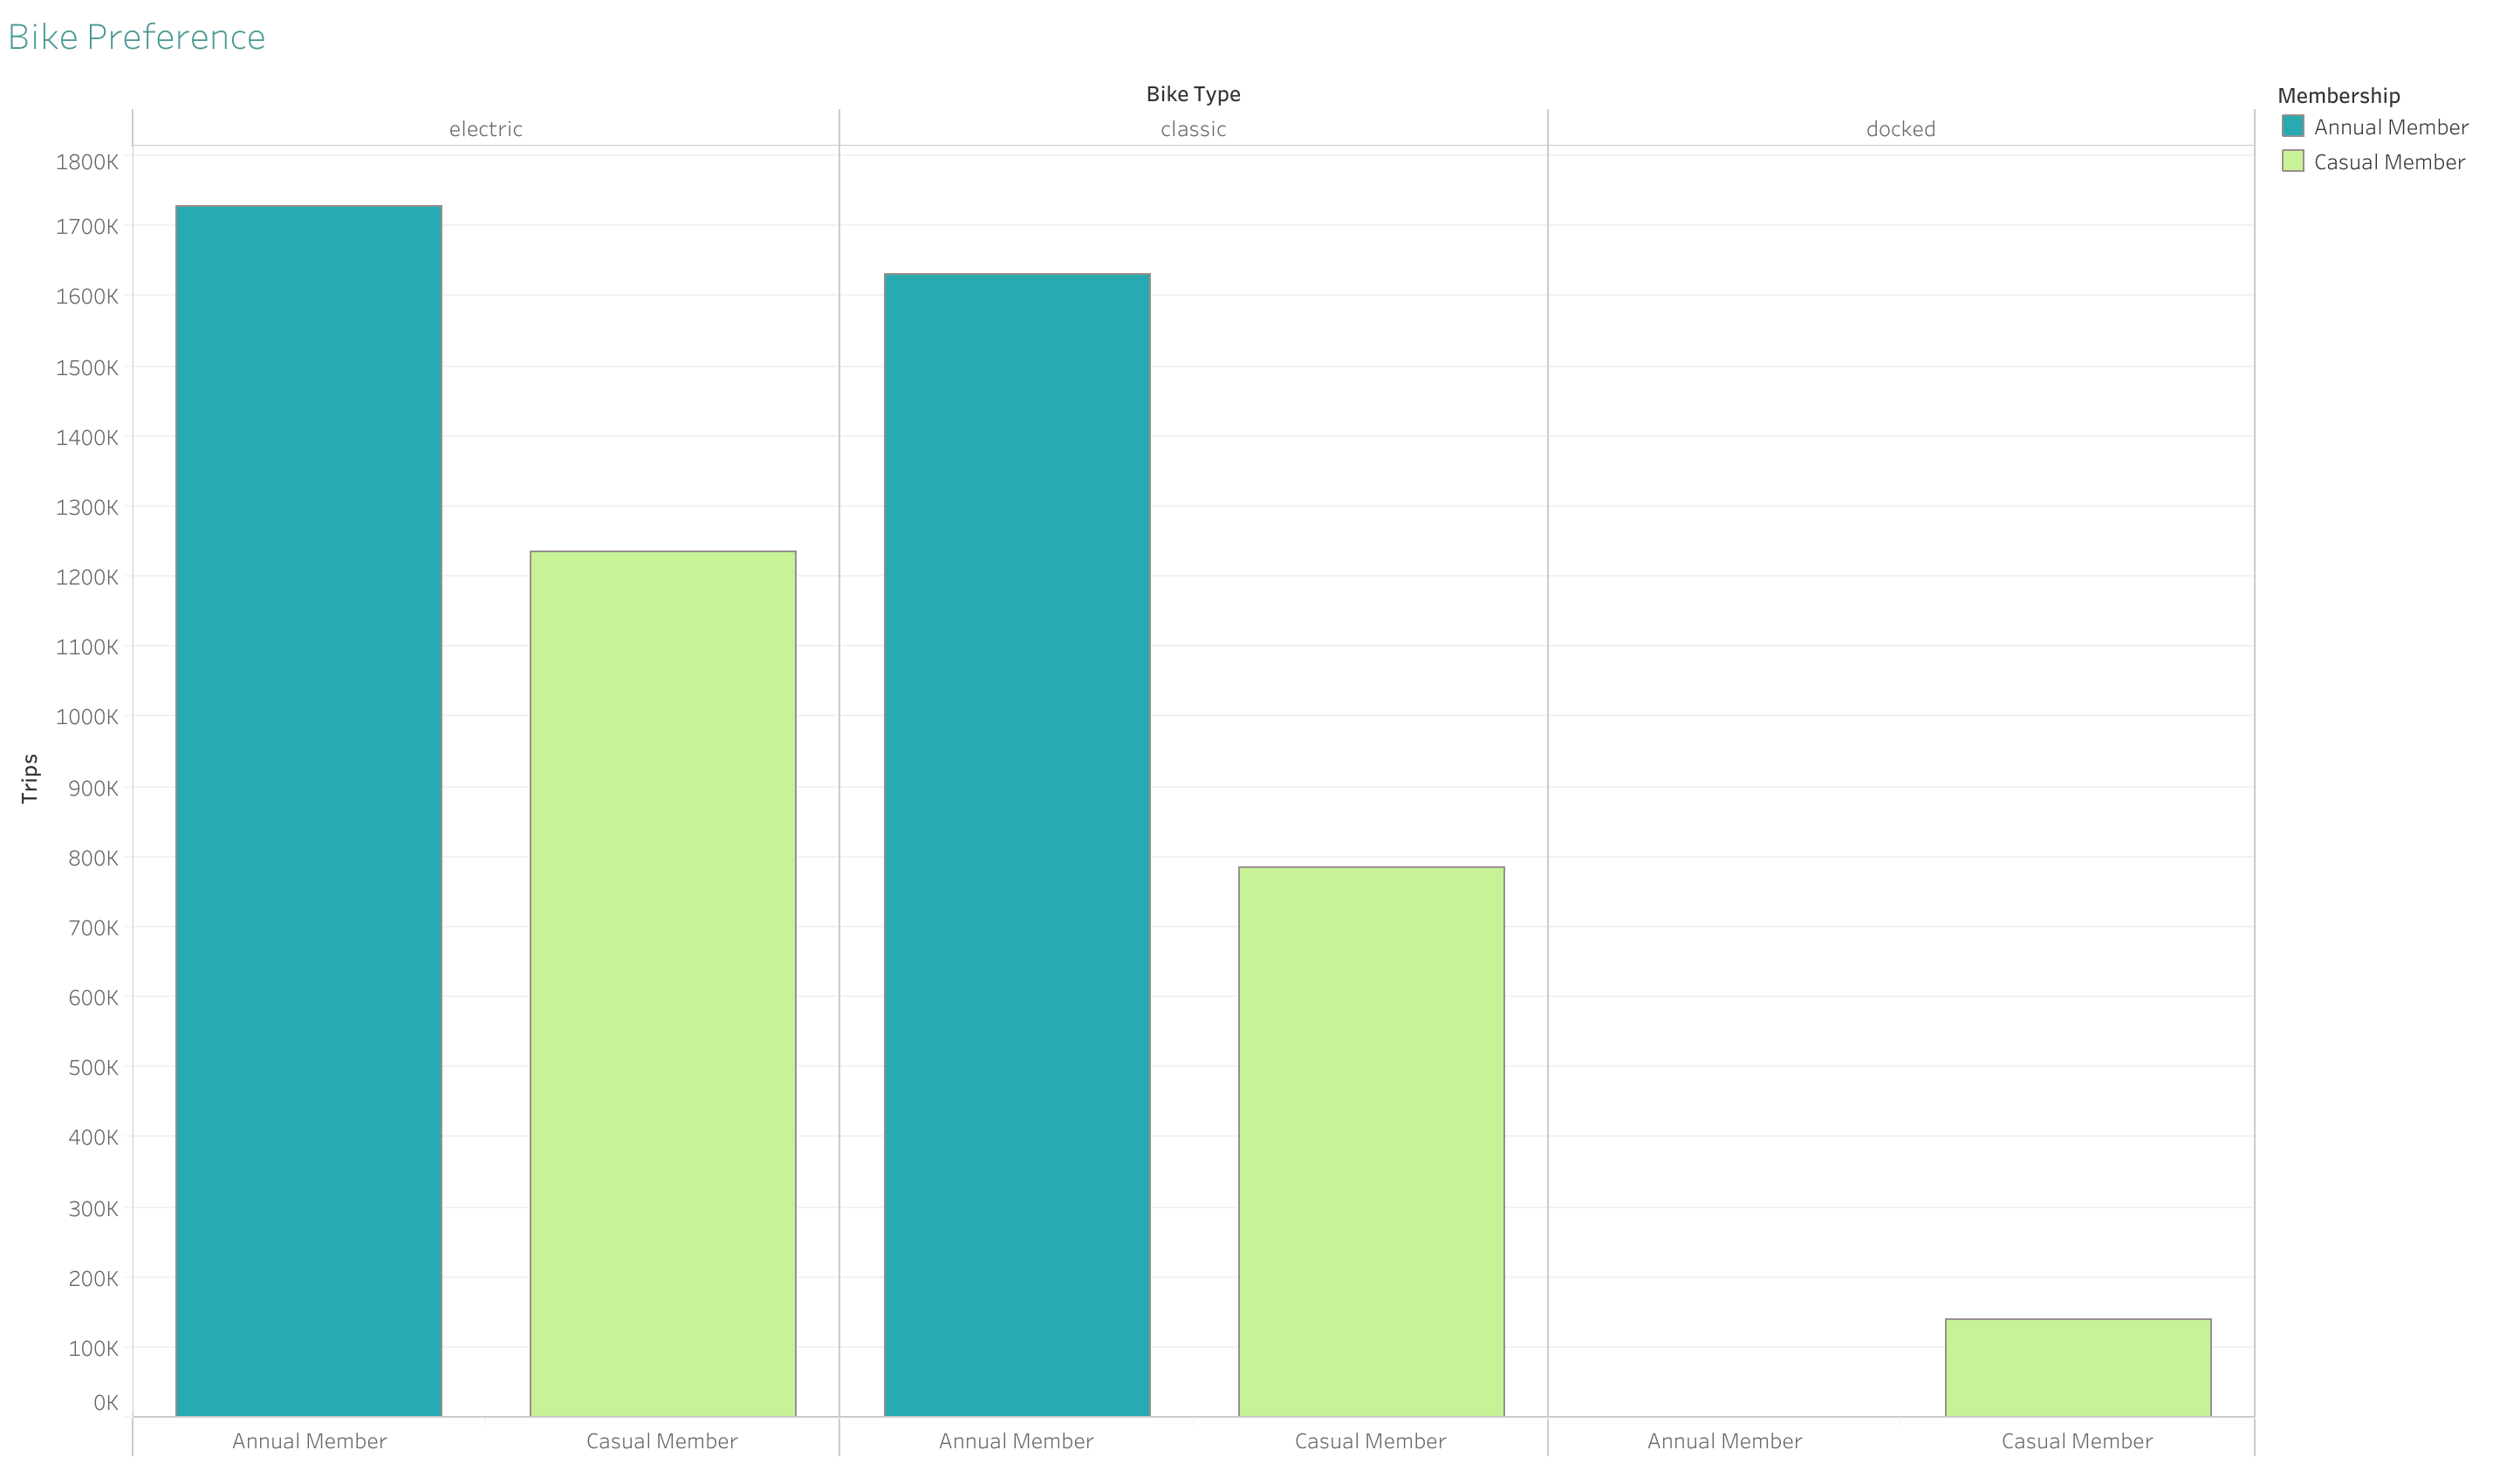 Bike Preference
Bike Type
electric classic docked
1800K
1700K
1600K
1500K
1400K
1300K
1200K
1100K
1000K
900K
800K
700K
600K
500K
400K
300K
200K
100K
0K
Trips
Annual Member Casual Member Annual Member Casual Member Annual Member Casual Member
Membership
Annual Member
Casual Member